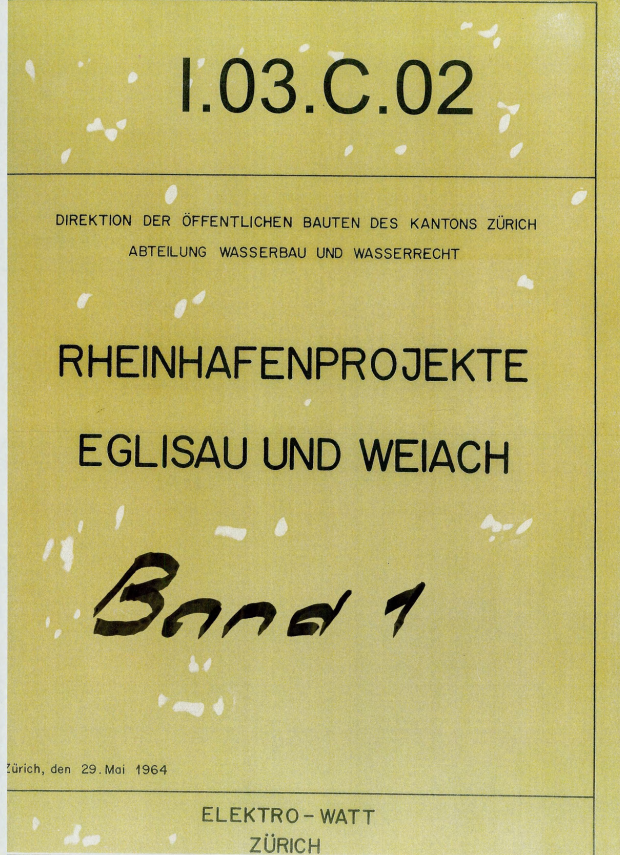 I.03.C.02
DIREKTION DER ÖFFENTLICHEN BAUTEN DES KANTONS ZÜRICH
ABTEILUNG WASSERBAU UND WASSERRECHT
RHEINHAFENPROJEKTE
EGLISAU UND WEIACH
Band 1
Zürich, den 29. Mai 1964
ELEKTRO-WATT
ZÜRICH